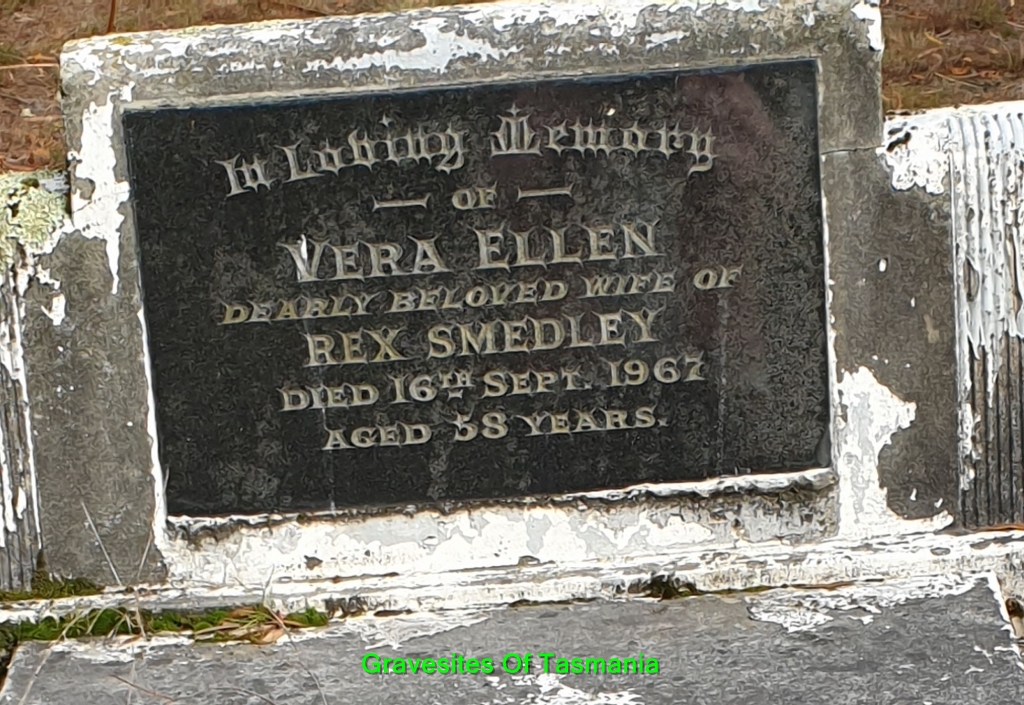 In Loving Memory
— OF —
VERA ELLEN
DEARLY BELOVED WIFE OF
REX SMEDLEY
DIED 16TH SEPT. 1967
AGED 58 YEARS.
Gravesites Of Tasmania